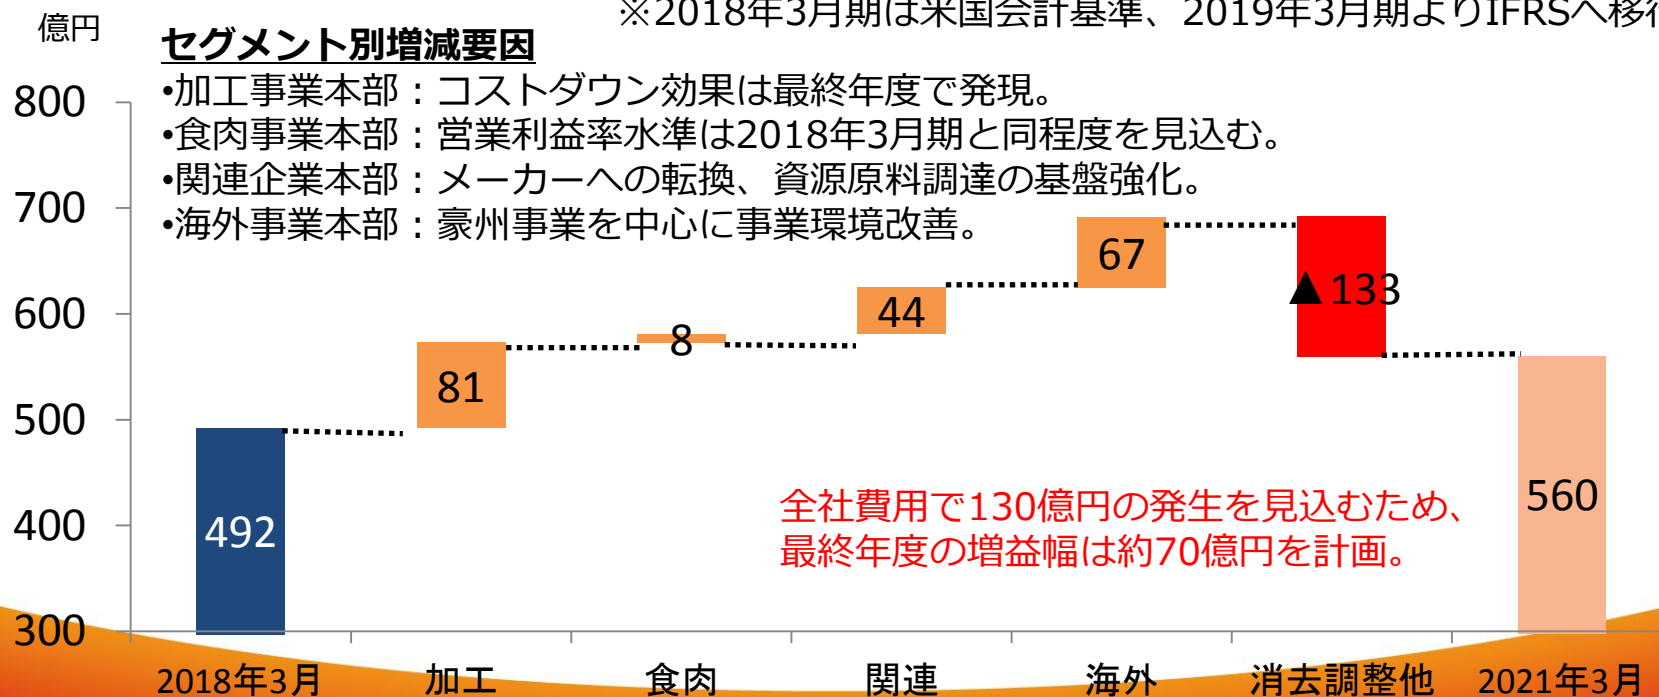 ※2018年3月期は米国会計基準、2019年3月期よりIFRSへ移行
億円
セグメント別増減要因
•加工事業本部：コストダウン効果は最終年度で発現。
•食肉事業本部：営業利益率水準は2018年3月期と同程度を見込む。
•関連企業本部：メーカーへの転換、資源原料調達の基盤強化。
•海外事業本部：豪州事業を中心に事業環境改善。
800
700
600
500
400
300
492
81
8
44
67
▲ 133
560
全社費用で130億円の発生を見込むため、
最終年度の増益幅は約70億円を計画。
2018年3月 加工 食肉 関連 海外 消去調整他 2021年3月